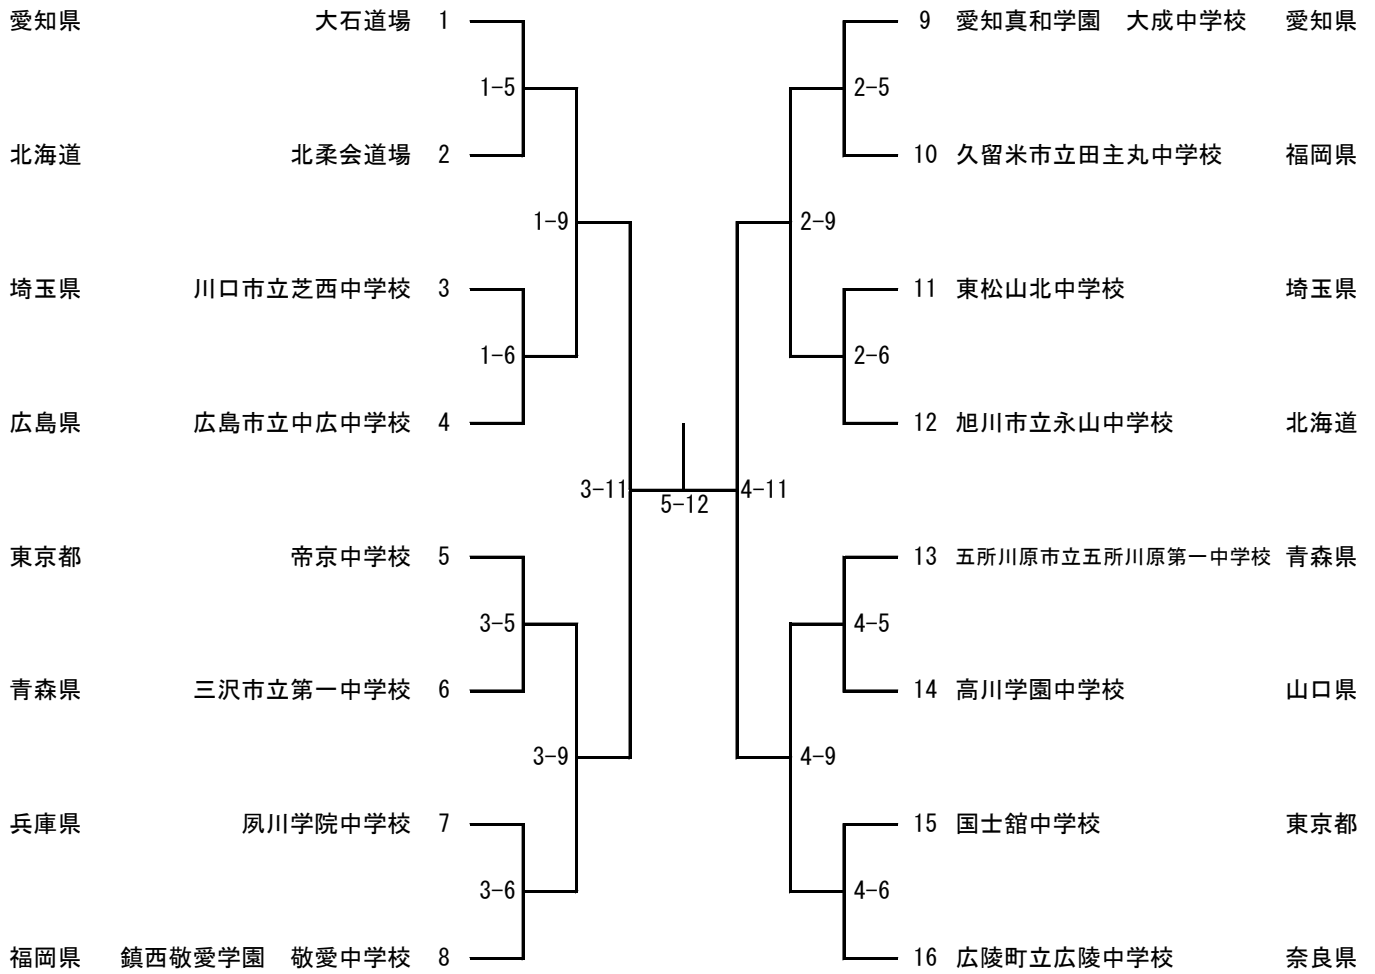 愛知県 大石道場 1 9 愛知真和学園 大成中学校 愛知県
1-5 2-5
北海道 北柔会道場 2 10 久留米市立田主丸中学校 福岡県
1-9 2-9
埼玉県 川口市立芝西中学校 3 11 東松山北中学校 埼玉県
1-6 2-6
広島県 広島市立中広中学校 4 12 旭川市立永山中学校 北海道
3-11 4-11
5-12
東京都 帝京中学校 5 13 五所川原市立五所川原第一中学校 青森県
3-5 4-5
青森県 三沢市立第一中学校 6 14 高川学園中学校 山口県
3-9 4-9
兵庫県 夙川学院中学校 7 15 国士舘中学校 東京都
3-6 4-6
福岡県 鎮西敬愛学園 敬愛中学校 8 16 広陵町立広陵中学校 奈良県